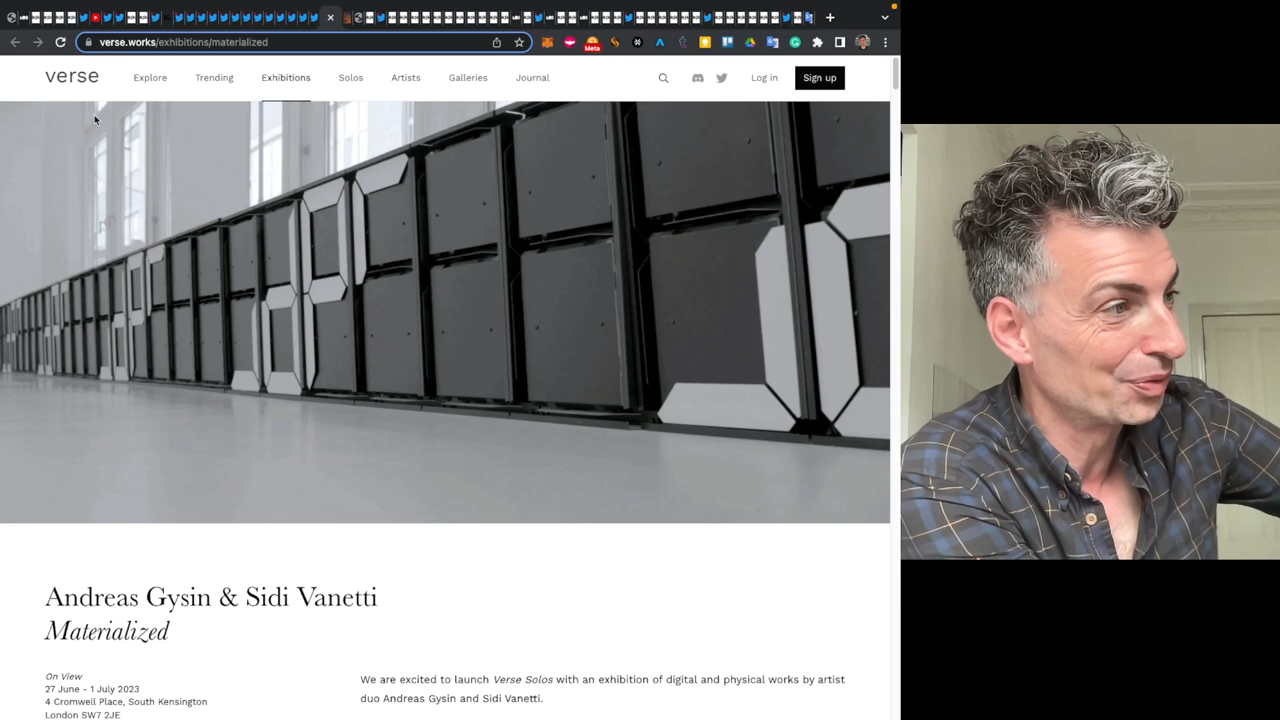 verse.works/exhibitions/materialized
Meta
verse
Explore
Trending
Exhibitions
Solos
Artists
Galleries
Journal
Log in
Sign up
Andreas Gysin & Sidi Vanetti
Materialized
On View
27 June - 1 July 2023
4 Cromwell Place, South Kensington
London SW7 2JE
We are excited to launch Verse Solos with an exhibition of digital and physical works by artist
duo Andreas Gysin and Sidi Vanetti.